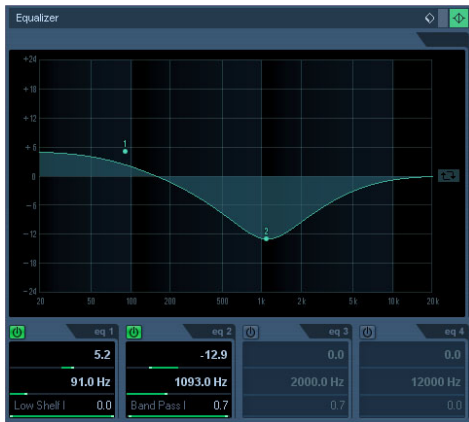 Equalizer
+24
+18
+12
+6
0
-6
-12
-18
-24
1
2
20 50 100 200 500 1k 2k 5k 10k 20k
eq 1 eq 2 eq 3 eq 4
5.2 -12.9 0.0 0.0
91.0 Hz 1093.0 Hz 2000.0 Hz 12000 Hz
Low Shelf I 0.0 Band Pass I 0.7 0.7 0.0